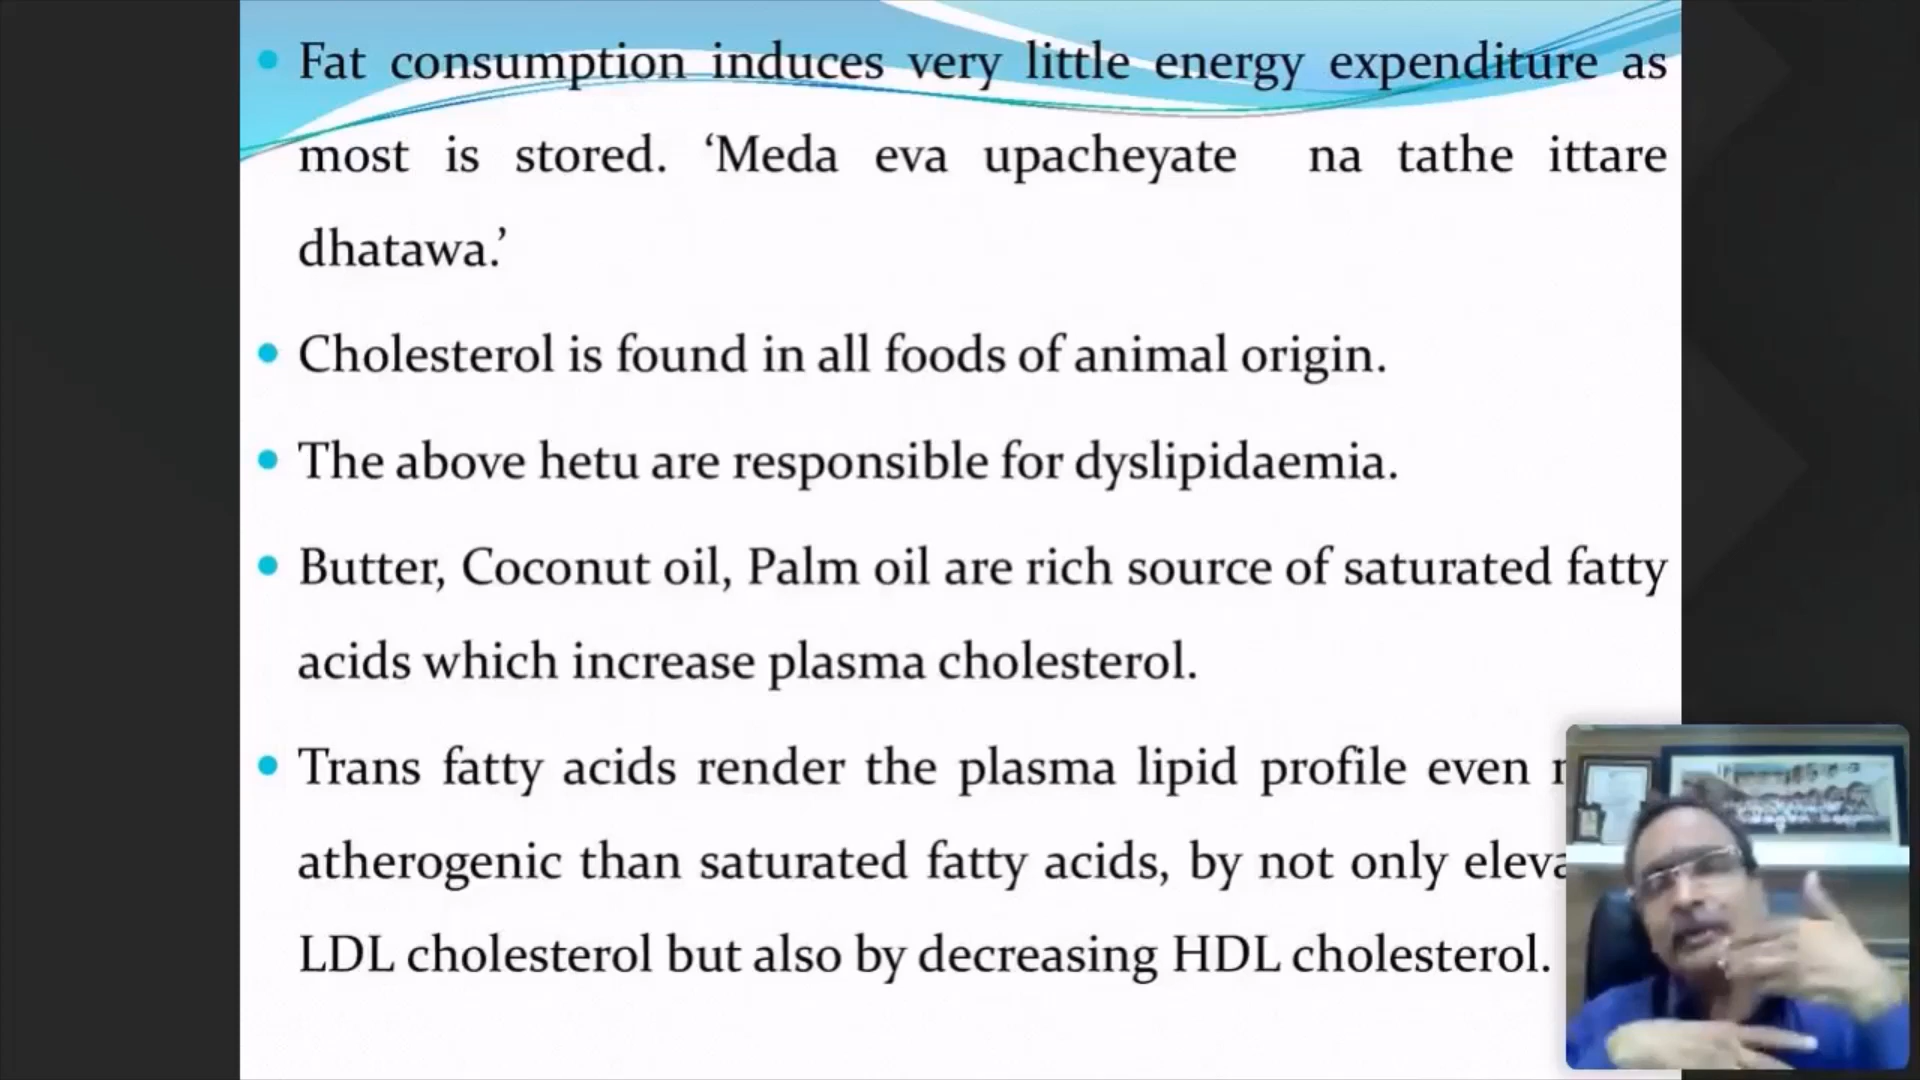 Fat consumption induces very little energy expenditure as
most is stored. ‘Meda eva upacheyate na tathe ittare
dhatawa.’
Cholesterol is found in all foods of animal origin.
The above hetu are responsible for dyslipidaemia.
Butter, Coconut oil, Palm oil are rich source of saturated fatty
acids which increase plasma cholesterol.
Trans fatty acids render the plasma lipid profile even
atherogenic than saturated fatty acids, by not only
LDL cholesterol but also by decreasing HDL cholesterol.